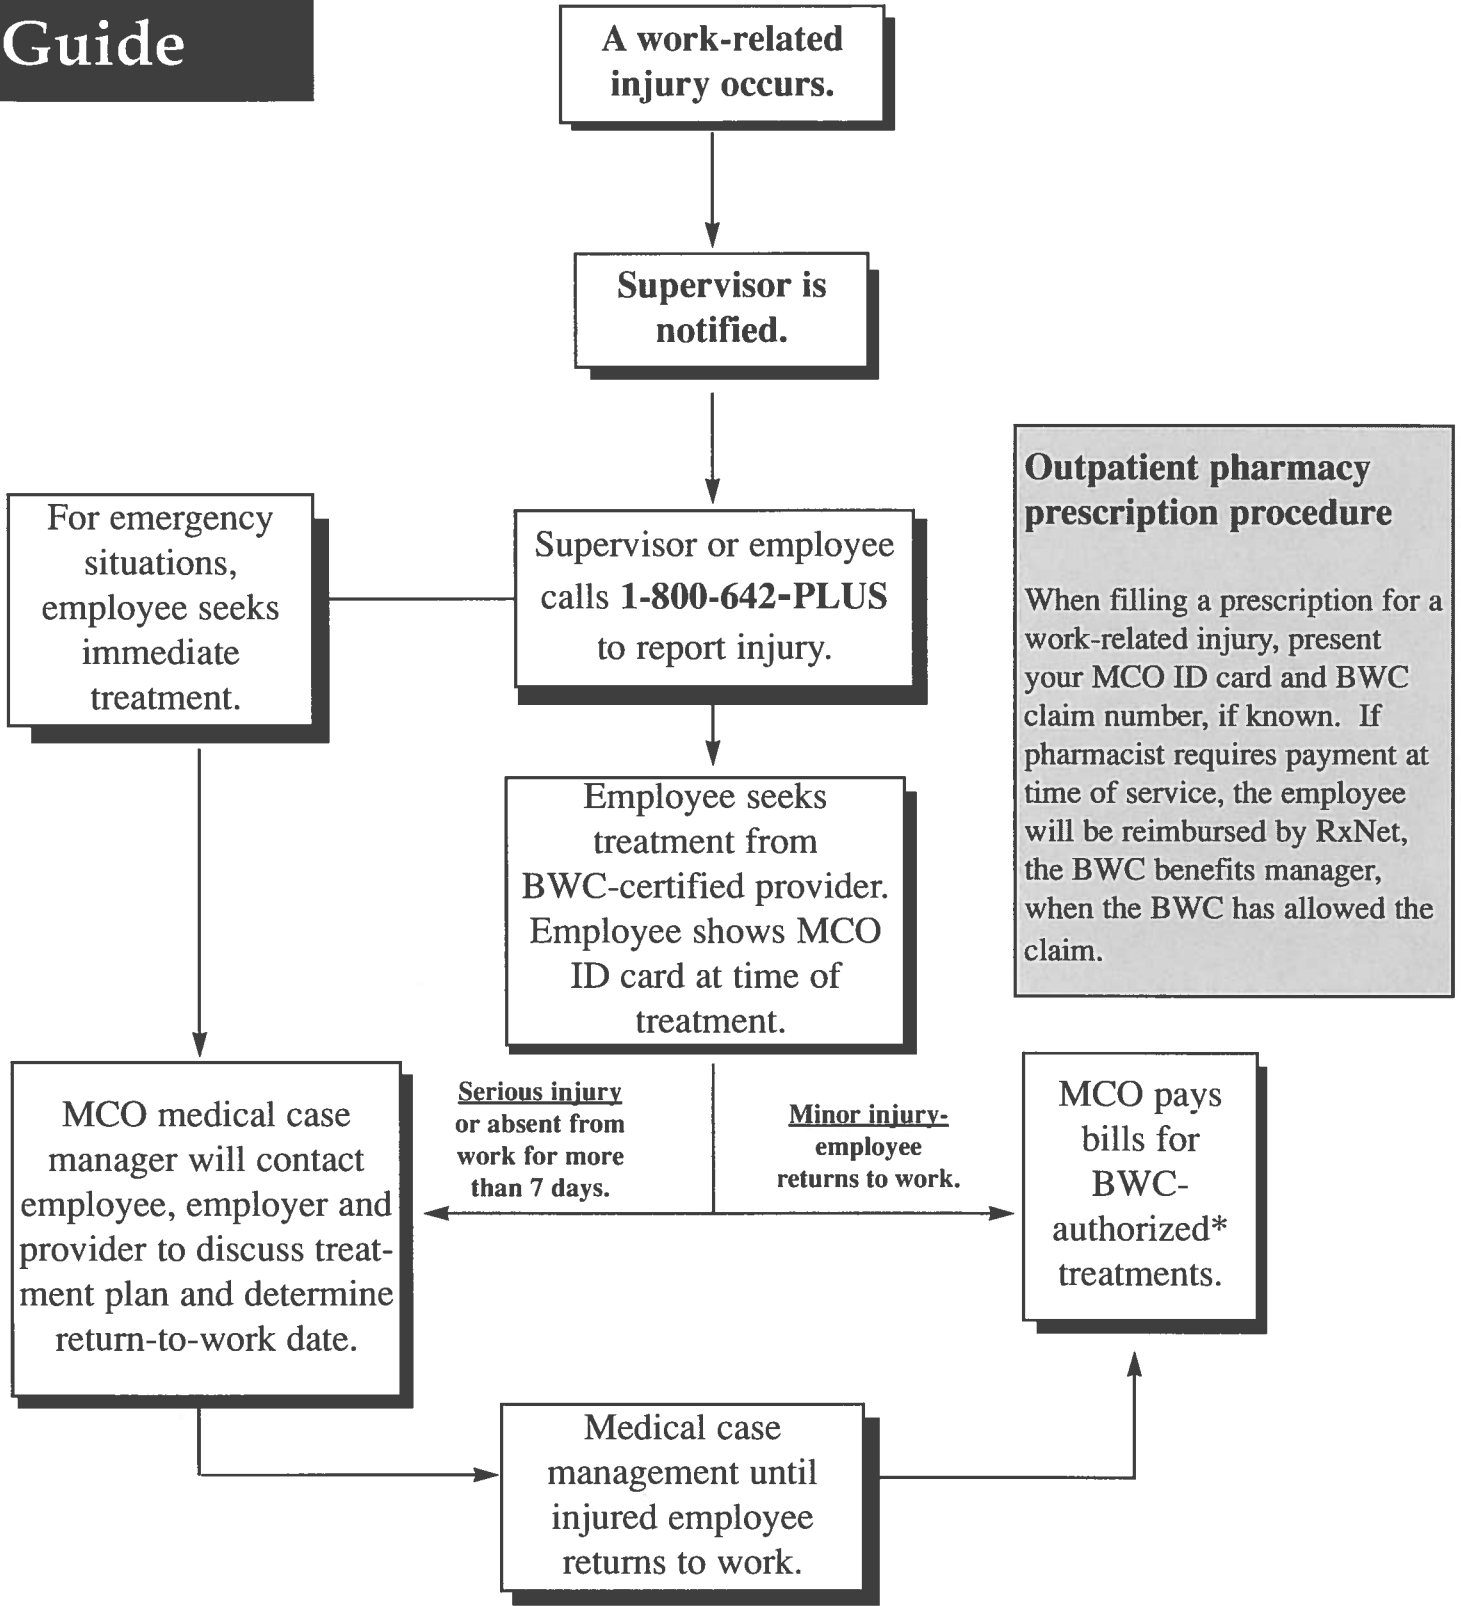 Guide
A work-related
injury occurs.
Supervisor is
notified.
For emergency
situations,
employee seeks
immediate
treatment.
Supervisor or employee
calls 1-800-642-PLUS
to report injury.
Outpatient pharmacy
prescription procedure
When filling a prescription for a
work-related injury, present
your MCO ID card and BWC
claim number, if known.  If
pharmacist requires payment at
time of service, the employee
will be reimbursed by RxNet,
the BWC benefits manager,
when the BWC has allowed the
claim.
Employee seeks
treatment from
BWC-certified provider.
Employee shows MCO
ID card at time of
treatment.
Serious injury
or absent from
work for more
than 7 days.
Minor injury-
employee
returns to work.
MCO medical case
manager will contact
employee, employer and
provider to discuss treat-
ment plan and determine
return-to-work date.
MCO pays
bills for
BWC-
authorized*
treatments.
Medical case
management until
injured employee
returns to work.